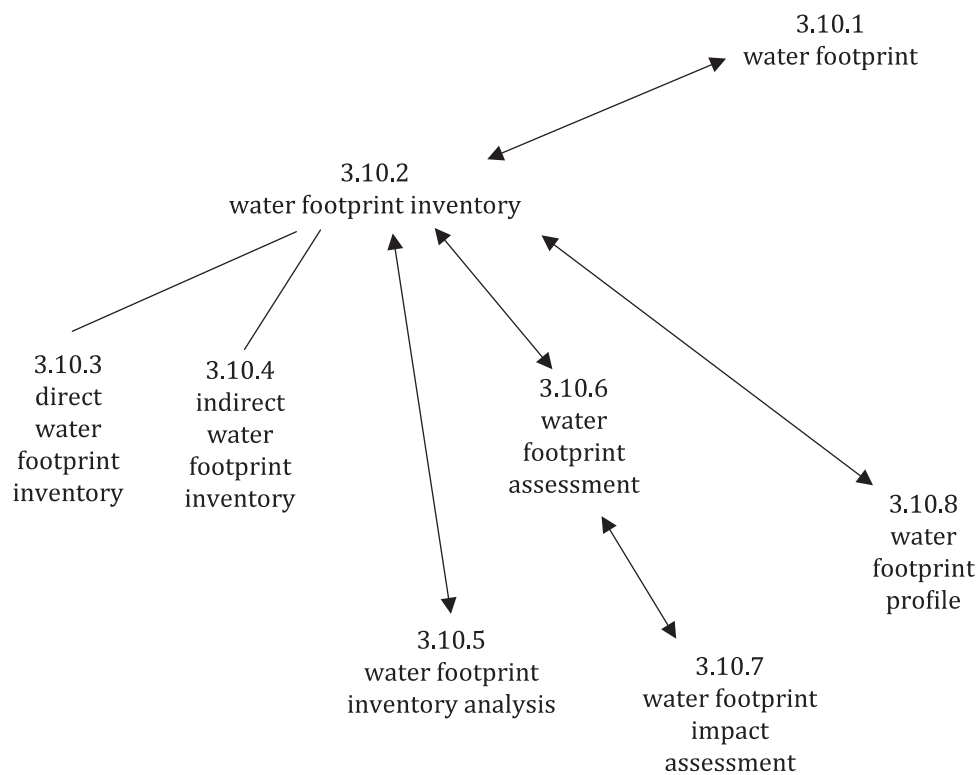 3.10.1
water footprint
3.10.2
water footprint inventory
3.10.3
direct
water
footprint
inventory
3.10.4
indirect
water
footprint
inventory
3.10.6
water
footprint
assessment
3.10.8
water
footprint
profile
3.10.5
water footprint
inventory analysis
3.10.7
water footprint
impact
assessment